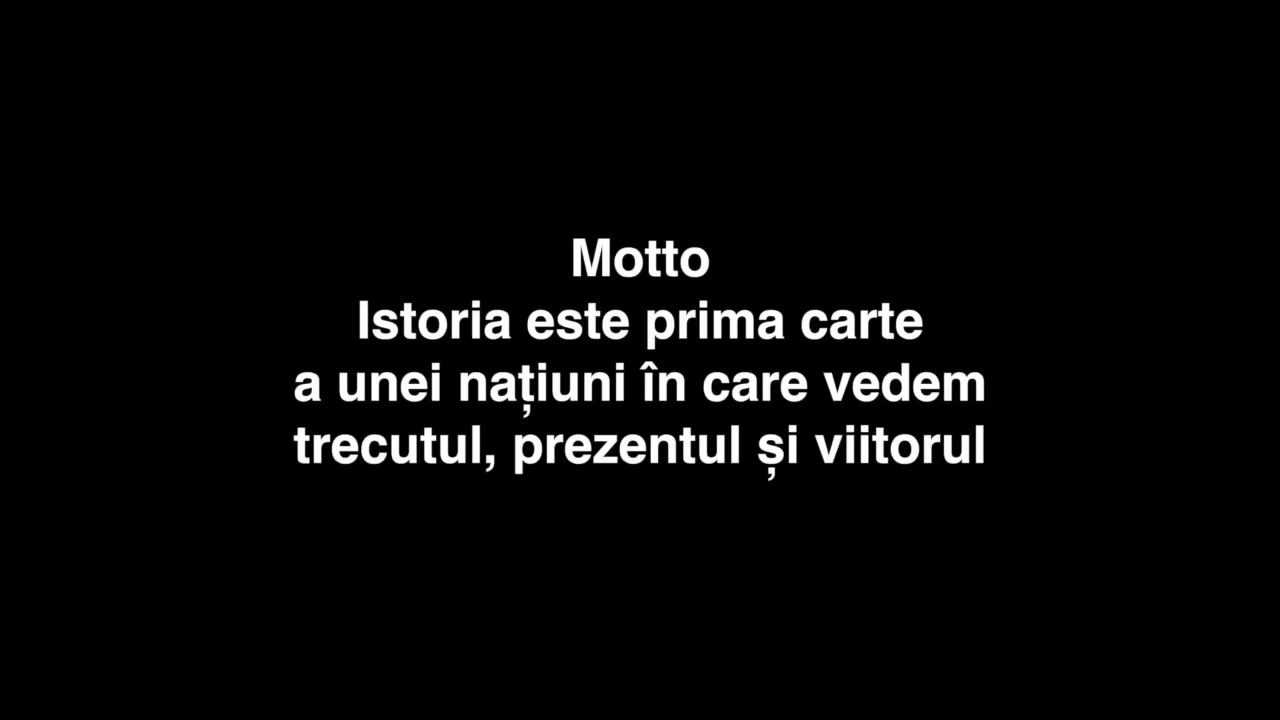 Motto
Istoria este prima carte
a unei națiuni în care vedem
trecutul, prezentul și viitorul